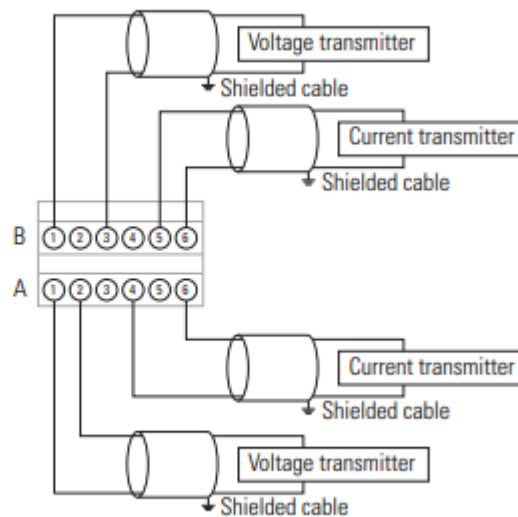 Voltage transmitter
Shielded cable
Current transmitter
Shielded cable
B 1 2 3 4 5 6
A 1 2 3 4 5 6
Current transmitter
Shielded cable
Voltage transmitter
Shielded cable